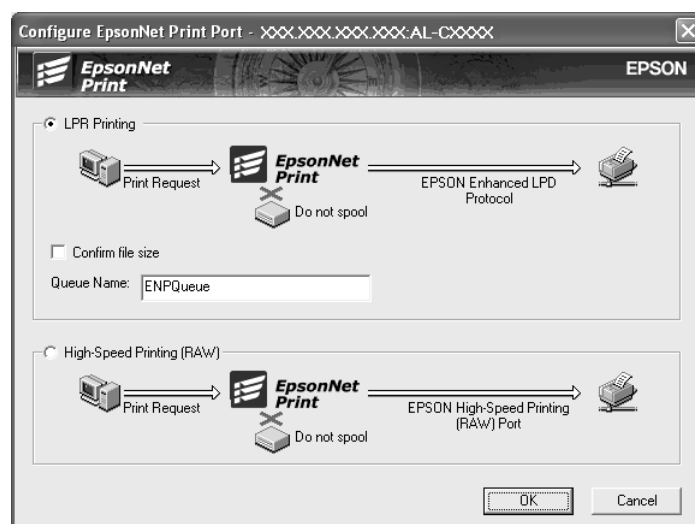 Configure EpsonNet Print Port - XXX.XXX.XXX.XXX:AL-CXXXX
EpsonNet
Print
EPSON
LPR Printing
Print Request
EpsonNet
Print
Do not spool
EPSON Enhanced LPD
Protocol
Confirm file size
Queue Name:
ENPQueue
High-Speed Printing (RAW)
Print Request
EpsonNet
Print
Do not spool
EPSON High-Speed Printing
(RAW) Port
OK
Cancel